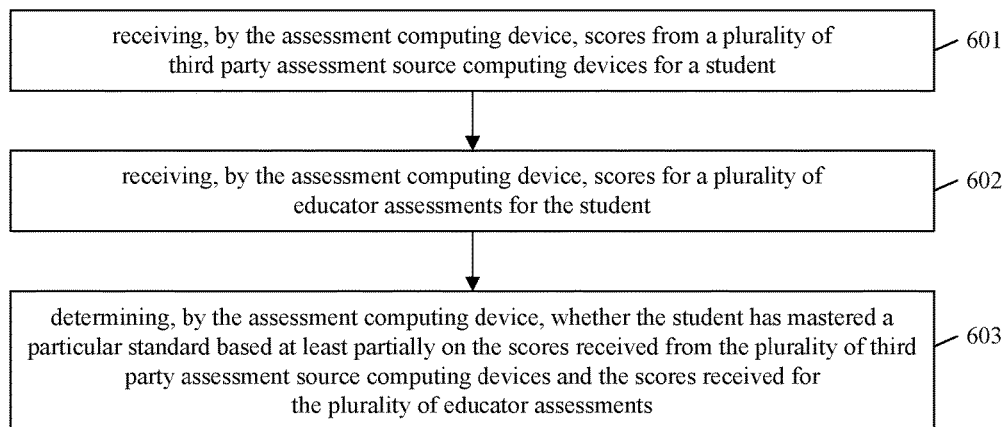 receiving, by the assessment computing device, scores from a plurality of
third party assessment source computing devices for a student
601
receiving, by the assessment computing device, scores for a plurality of
educator assessments for the student
602
determining, by the assessment computing device, whether the student has mastered a
particular standard based at least partially on the scores received from the plurality of third
party assessment source computing devices and the scores received for
the plurality of educator assessments
603